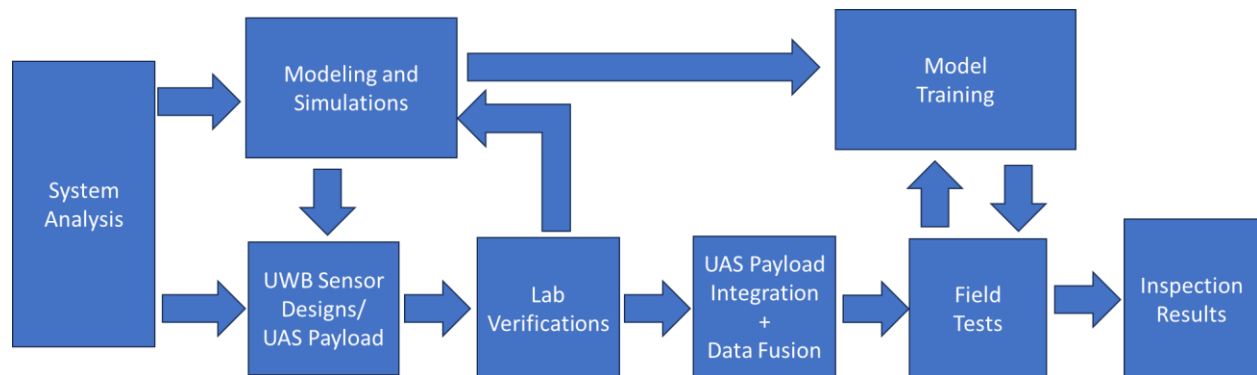 System
Analysis
Modeling and
Simulations
Model
Training
UWB Sensor
Designs/
UAS Payload
Lab
Verifications
UAS Payload
Integration
+
Data Fusion
Field
Tests
Inspection
Results